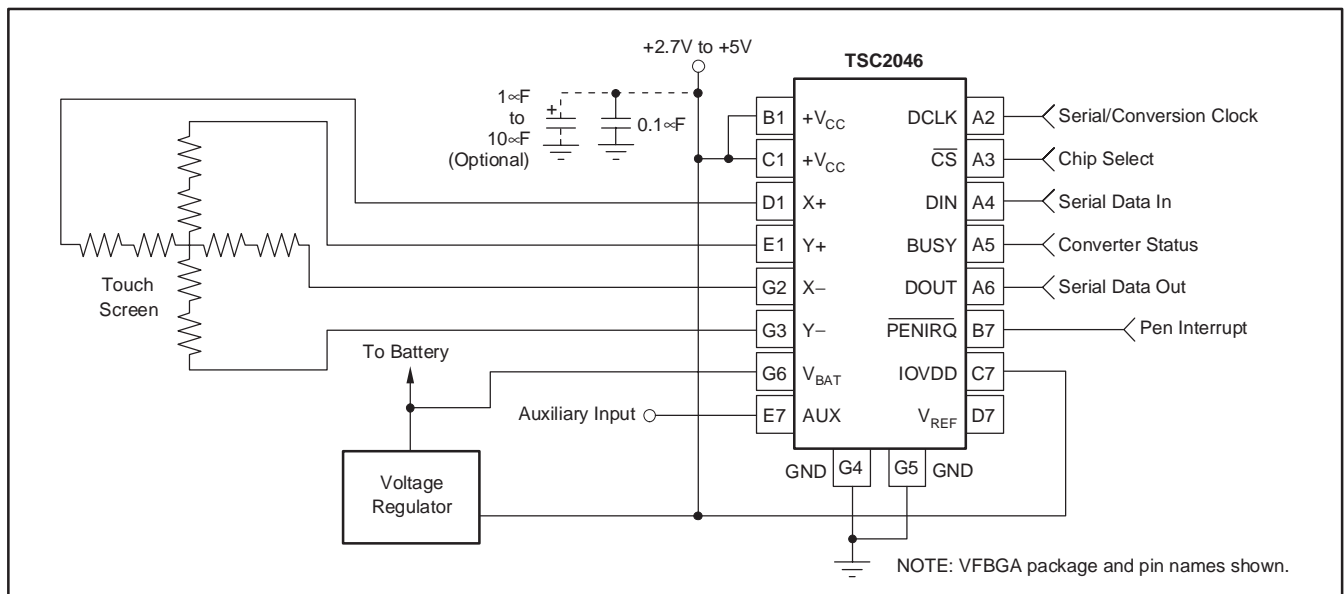 +2.7V to +5V
TSC2046
1∝F
to
10∝F
(Optional)
+
0.1∝F
B1 +VCC DCLK A2 Serial/Conversion Clock
C1 +VCC CS A3 Chip Select
D1 X+ DIN A4 Serial Data In
E1 Y+ BUSY A5 Converter Status
Touch
Screen
G2 X− DOUT A6 Serial Data Out
G3 Y− PENIRQ B7 Pen Interrupt
To Battery
G6 VBAT IOVDD C7
Auxiliary Input E7 AUX VREF D7
Voltage
Regulator
GND G4 G5 GND
NOTE: VFBGA package and pin names shown.